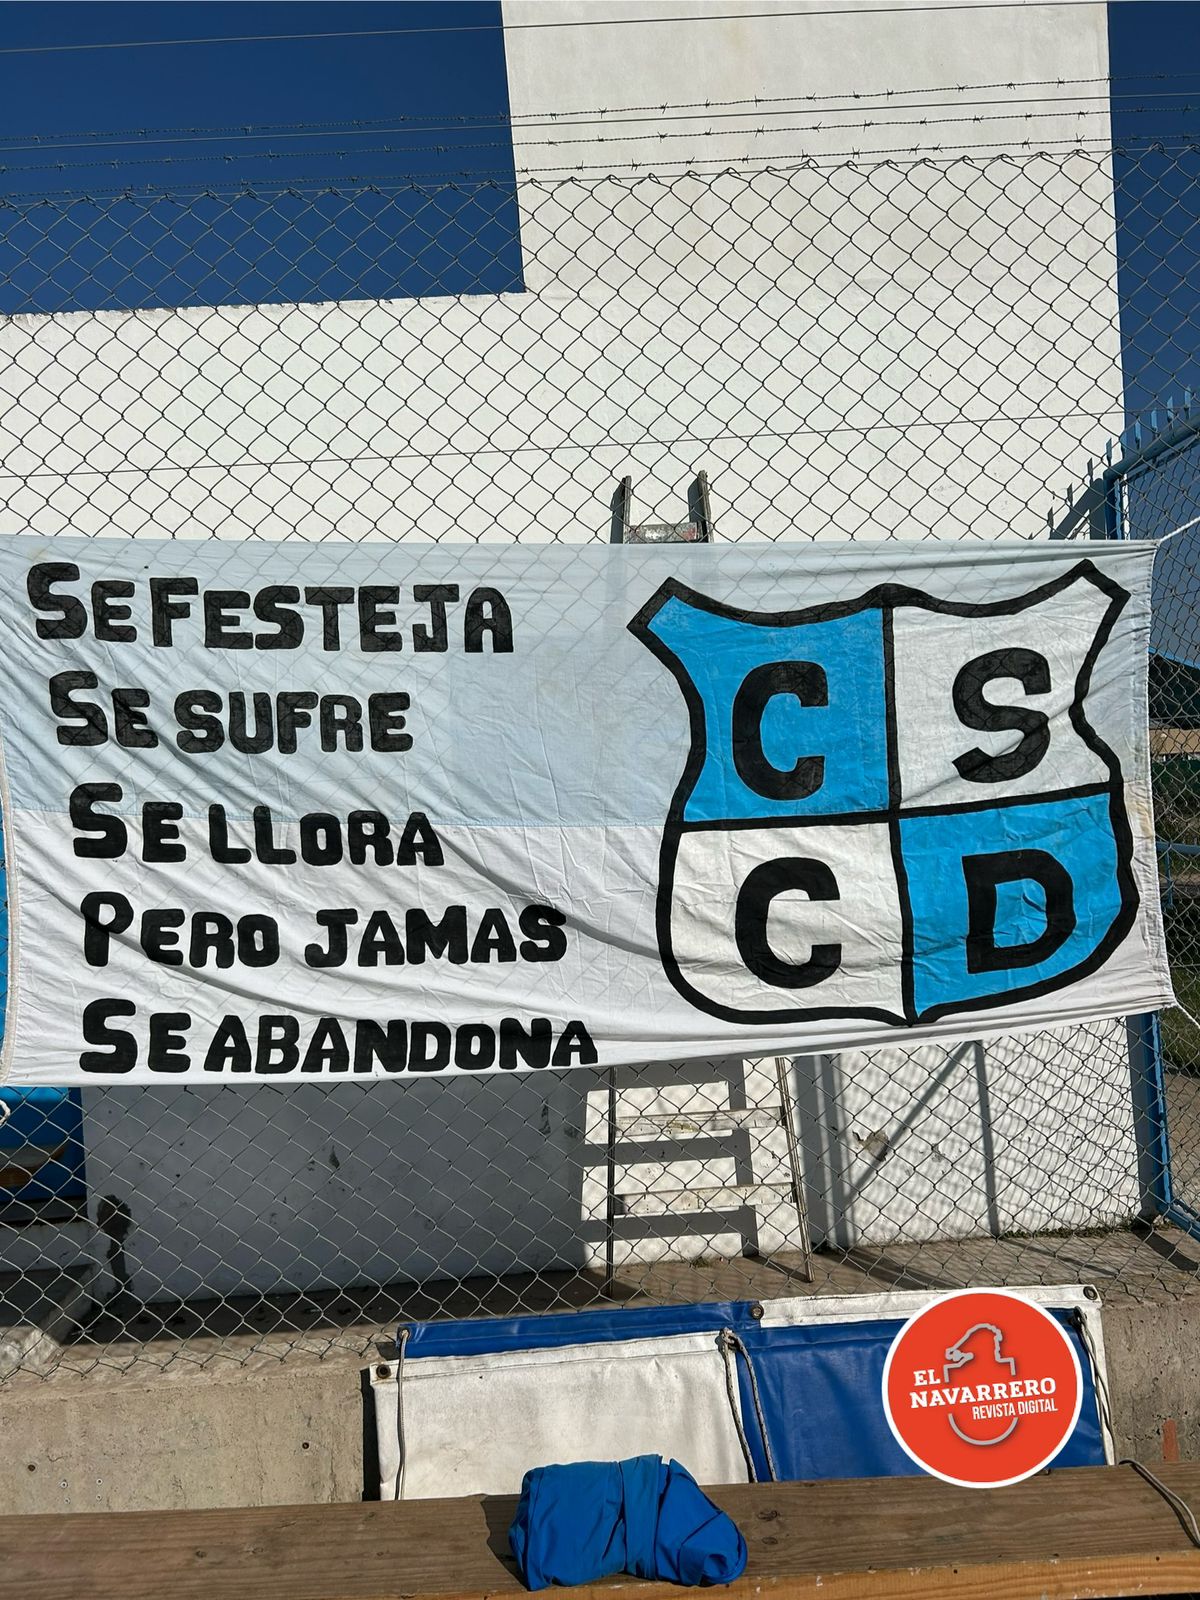 SE FESTEJA
SE SUFRE
SE LLORA
PERO JAMAS
SE ABANDONA
C S
C D
EL
NAVARRERO
REVISTA DIGITAL